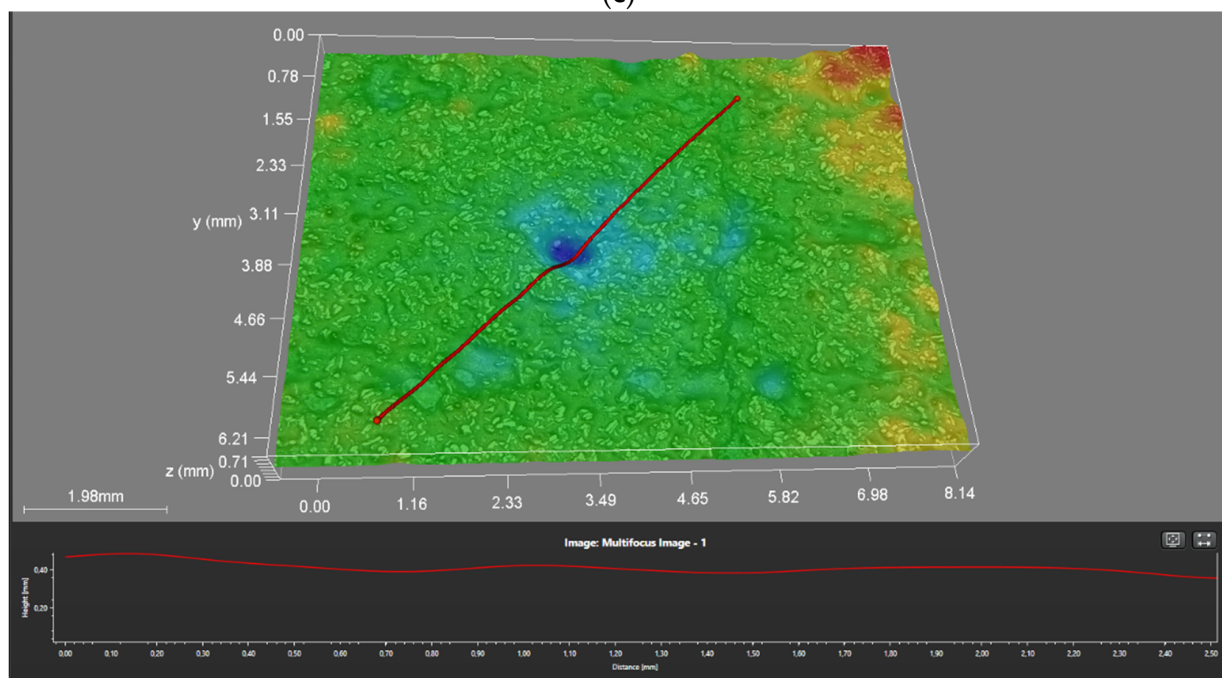 0.00
0.78
1.55
2.33
y (mm) 3.11
3.88
4.66
5.44
6.21
z (mm) 0.71
0.00
0.00 1.16 2.33 3.49 4.65 5.82 6.98 8.14
1.98mm
Image: Multifocus Image - 1
Height [mm]
0,40
0,20
0,00 0,10 0,20 0,30 0,40 0,50 0,60 0,70 0,80 0,90 1,00 1,10 1,20 1,30 1,40 1,50 1,60 1,70 1,80 1,90 2,00 2,10 2,20 2,30 2,40 2,50
Distance [mm]